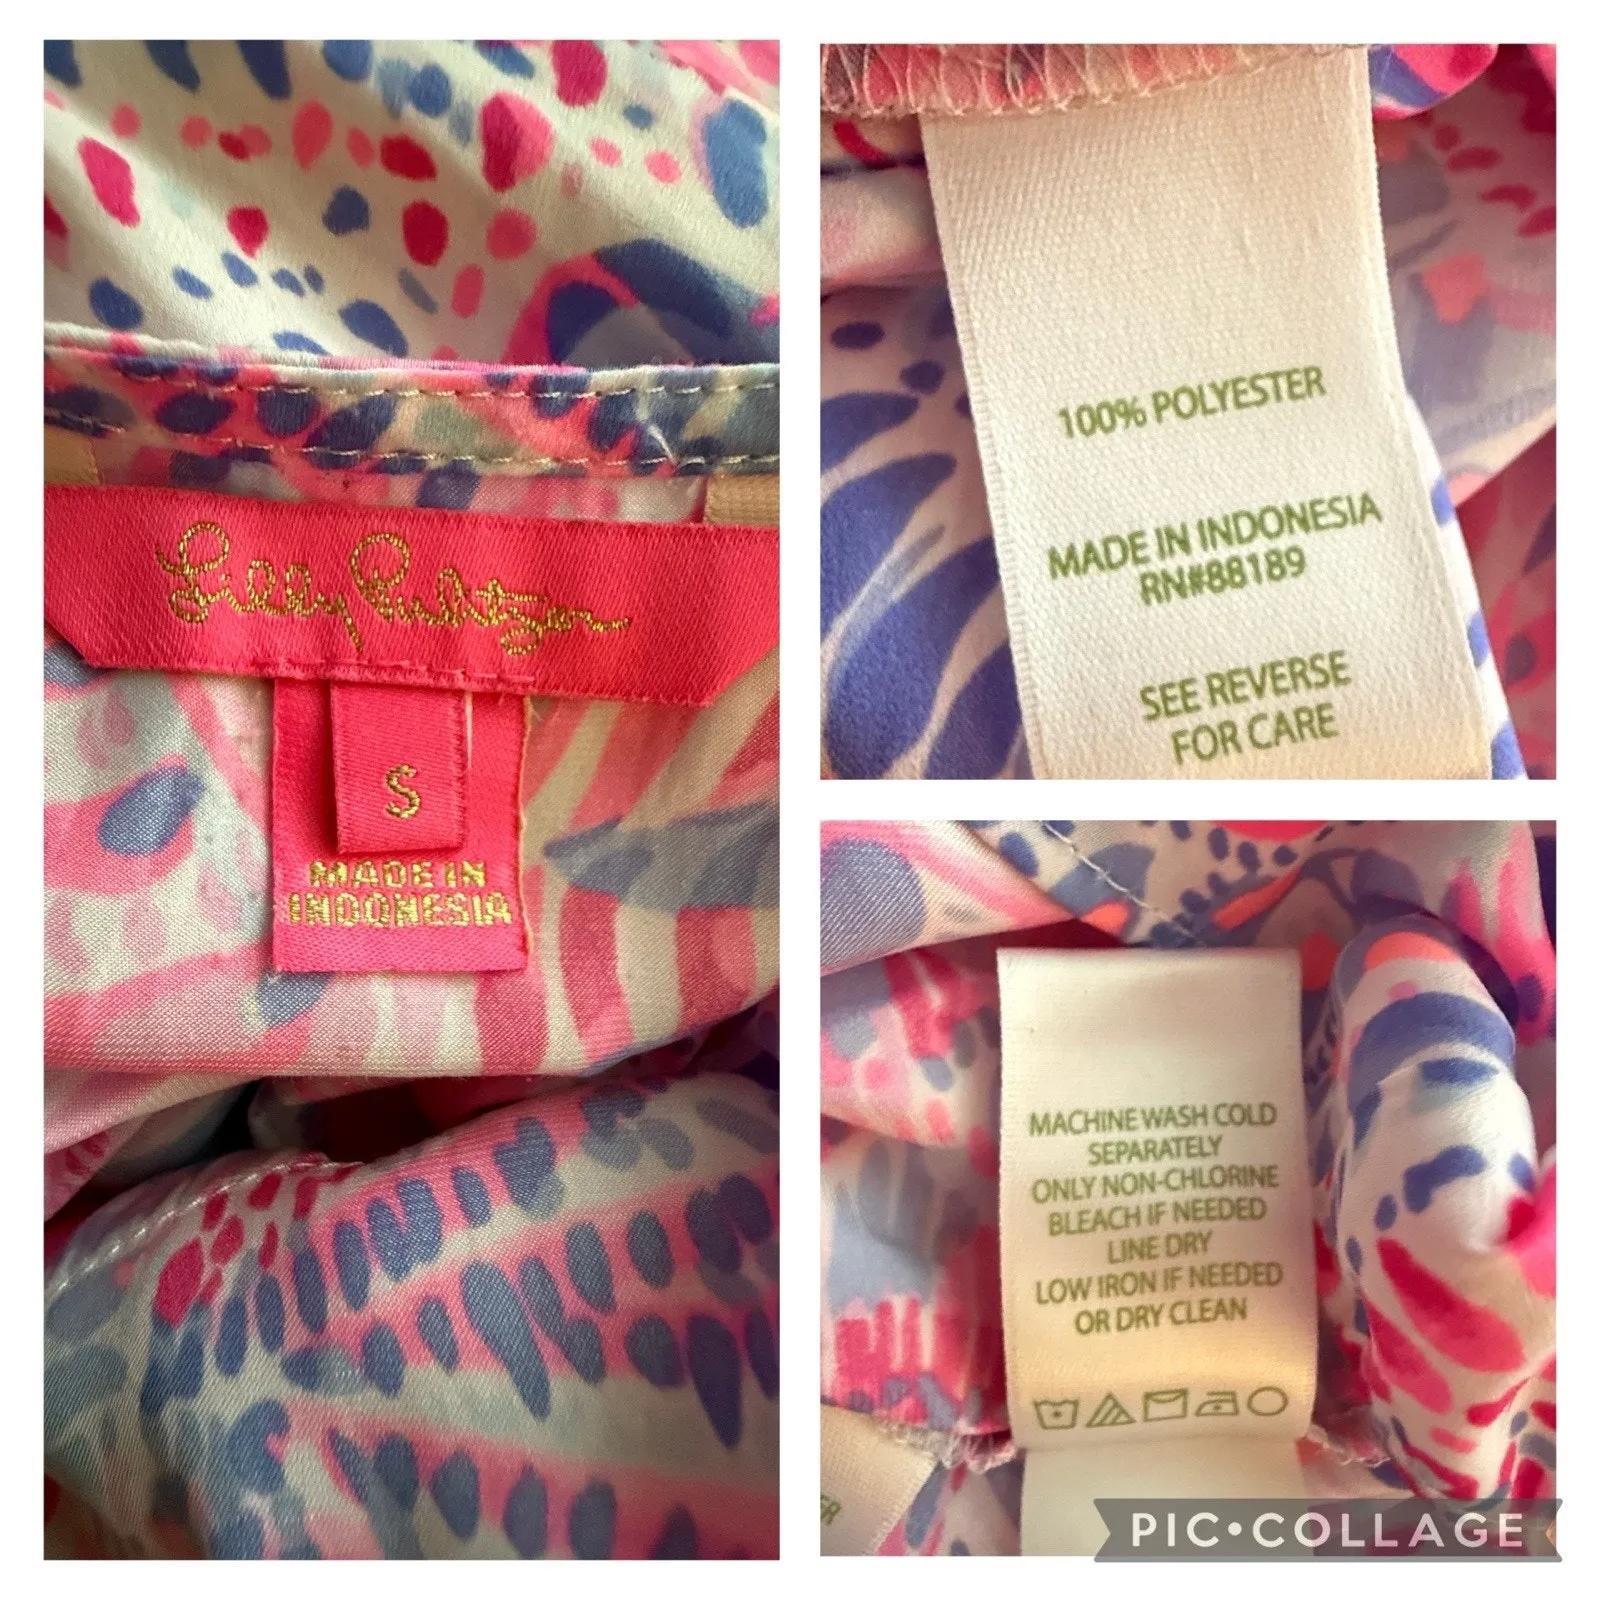 Lilly Pulitzer
S
MADE IN
INDONESIA
100% POLYESTER
MADE IN INDONESIA
RN#88189
SEE REVERSE
FOR CARE
MACHINE WASH COLD
SEPARATELY
ONLY NON-CHLORINE
BLEACH IF NEEDED
LINE DRY
LOW IRON IF NEEDED
OR DRY CLEAN
PIC•COLLAGE